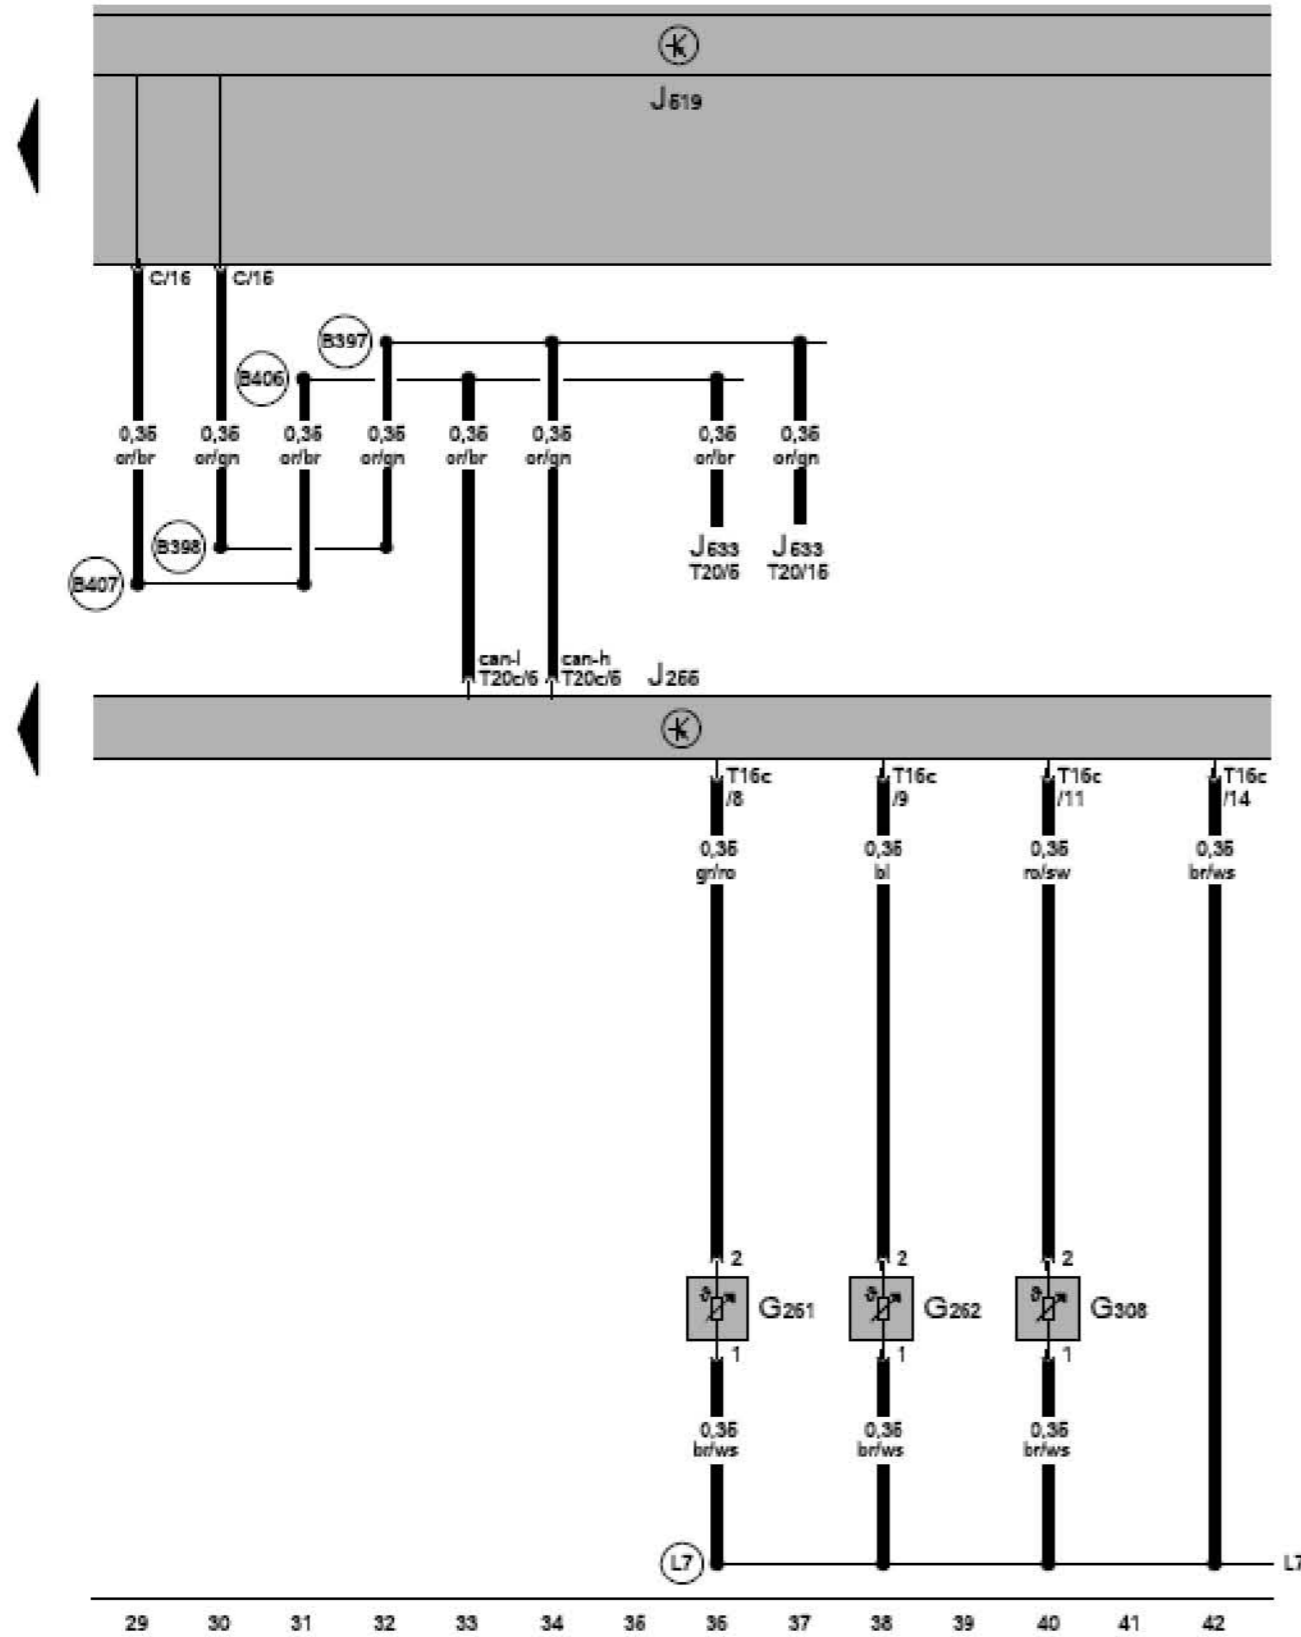 J519
C/16 C/15
B397
B406
0,35 0,35 0,35 0,35 0,35 0,35 0,35 0,35
or/br or/gn or/br or/gn or/br or/gn or/br or/gn
B398 J533 J533
T20/5 T20/15
B407
can-l can-h
T20c/5 T20c/6 J255
T16c T16c T16c T16c
/8 /9 /11 /14
0,35 0,35 0,35 0,35
gr/ro bl ro/sw br/ws
2 2 2
ϑ ϑ ϑ
G261 G262 G308
1 1 1
0,35 0,35 0,35
br/ws br/ws br/ws
L7 L7
29 30 31 32 33 34 35 36 37 38 39 40 41 42